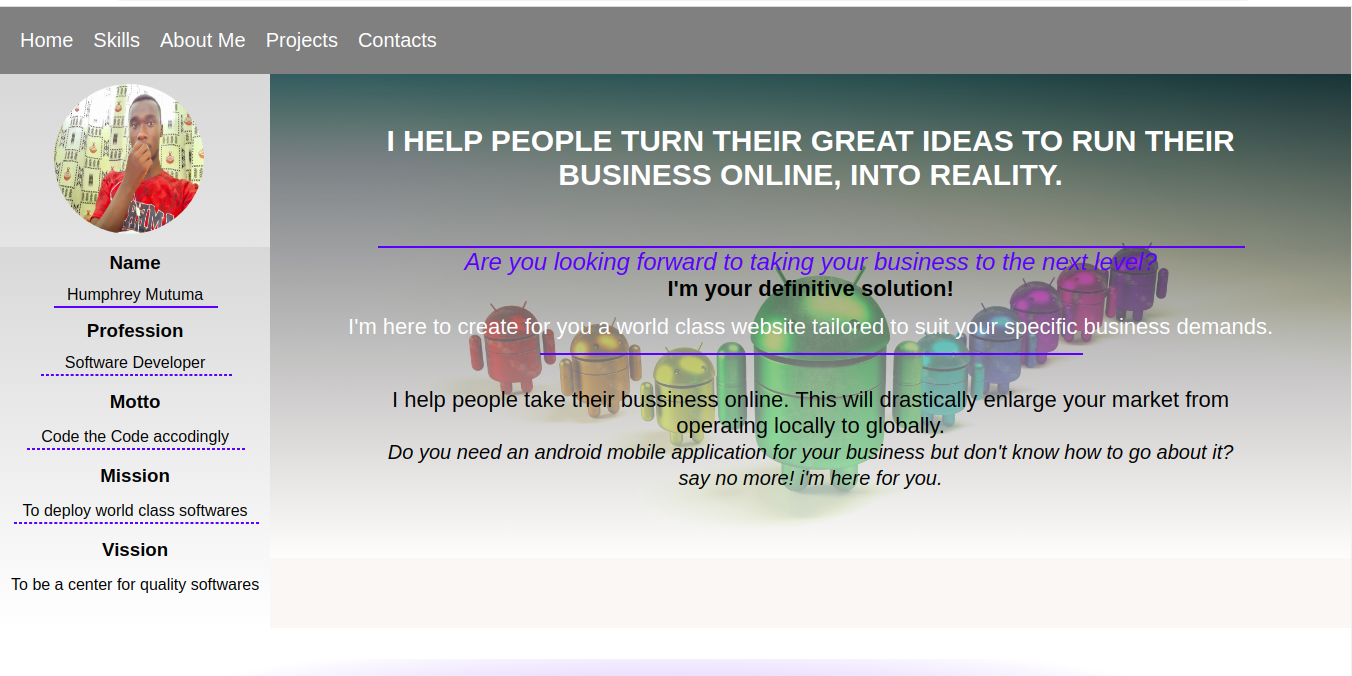 Home Skills About Me Projects Contacts
Name
Humphrey Mutuma
Profession
Software Developer
Motto
Code the Code accodingly
Mission
To deploy world class softwares
Vission
To be a center for quality softwares
I HELP PEOPLE TURN THEIR GREAT IDEAS TO RUN THEIR
BUSINESS ONLINE, INTO REALITY.
Are you looking forward to taking your business to the next level?
I'm your definitive solution!
I'm here to create for you a world class website tailored to suit your specific business demands.
I help people take their bussiness online. This will drastically enlarge your market from
operating locally to globally.
Do you need an android mobile application for your business but don't know how to go about it?
say no more! i'm here for you.